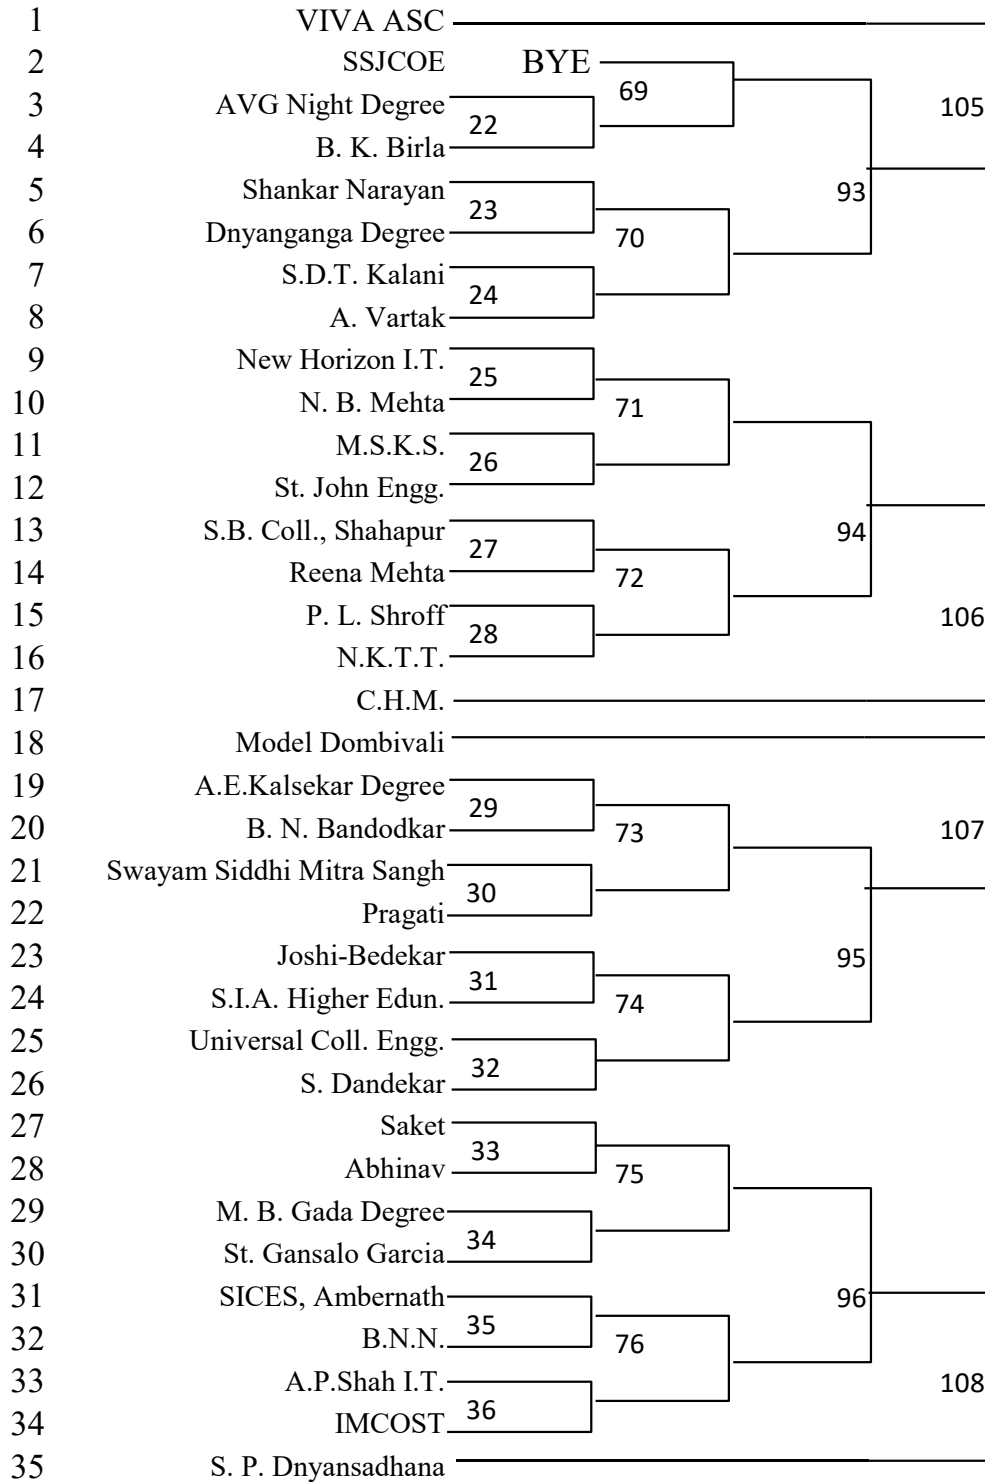 1 VIVA ASC
2 SSJCOE BYE
69
3 AVG Night Degree 105
22
4 B. K. Birla
5 Shankar Narayan 93
23
6 Dnyanganga Degree 70
7 S.D.T. Kalani
24
8 A. Vartak
9 New Horizon I.T.
25
10 N. B. Mehta 71
11 M.S.K.S.
26
12 St. John Engg.
13 S.B. Coll., Shahapur 94
27
14 Reena Mehta 72
15 P. L. Shroff 106
28
16 N.K.T.T.
17 C.H.M.
18 Model Dombivali
19 A.E.Kalsekar Degree
29
20 B. N. Bandodkar 73 107
21 Swayam Siddhi Mitra Sangh
30
22 Pragati
23 Joshi-Bedekar 95
31
24 S.I.A. Higher Edun. 74
25 Universal Coll. Engg.
32
26 S. Dandekar
27 Saket
33
28 Abhinav 75
29 M. B. Gada Degree
34
30 St. Gansalo Garcia
31 SICES, Ambernath 96
35
32 B.N.N. 76
33 A.P.Shah I.T. 108
36
34 IMCOST
35 S. P. Dnyansadhana